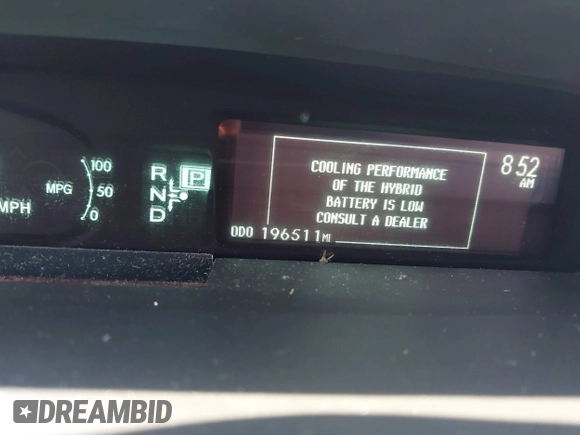 100
MPG 50
MPH 0
R P
N
D
COOLING PERFORMANCE
OF THE HYBRID
BATTERY IS LOW
CONSULT A DEALER
8:52
AM
ODO 196511 MI
DREAMBID